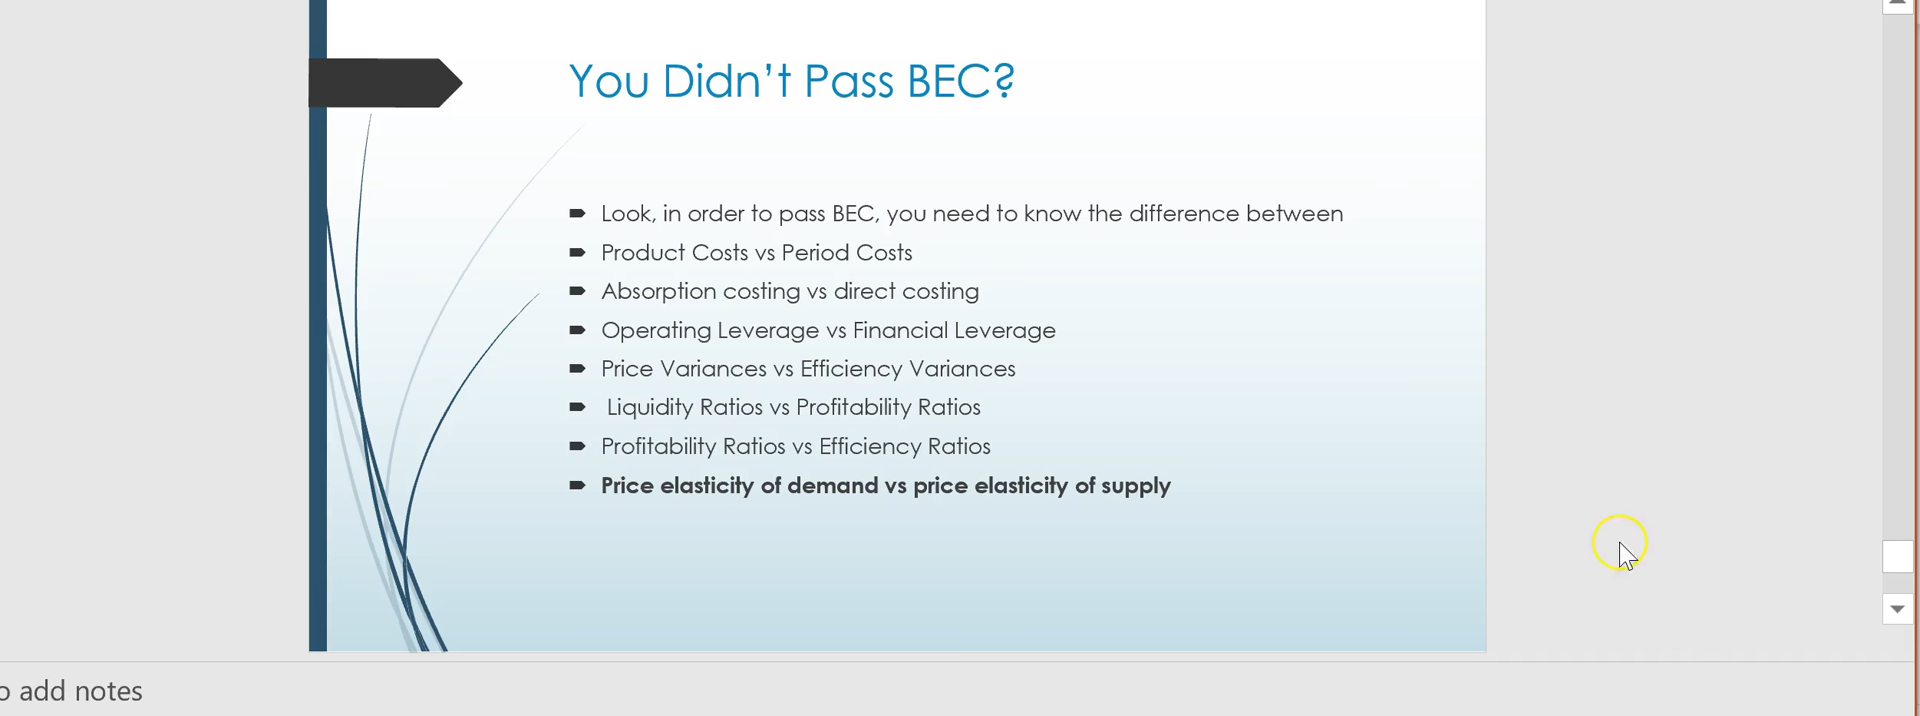 You Didn’t Pass BEC?
Look, in order to pass BEC, you need to know the difference between
Product Costs vs Period Costs
Absorption costing vs direct costing
Operating Leverage vs Financial Leverage
Price Variances vs Efficiency Variances
Liquidity Ratios vs Profitability Ratios
Profitability Ratios vs Efficiency Ratios
Price elasticity of demand vs price elasticity of supply
o add notes